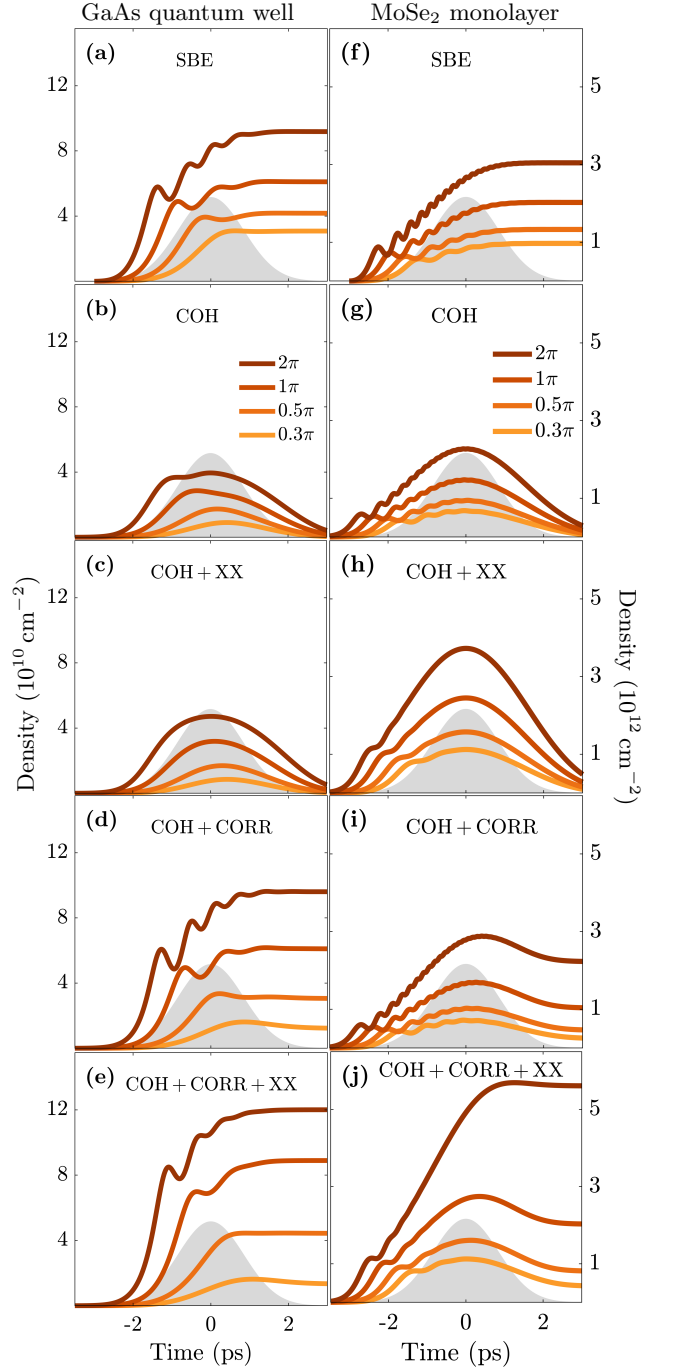 GaAs quantum well
MoSe₂ monolayer
(a)
SBE
12
8
4
(f)
SBE
5
3
1
(b)
COH
2π
1π
0.5π
0.3π
12
8
4
(g)
COH
2π
1π
0.5π
0.3π
5
3
1
(c)
COH + XX
12
8
4
(h)
COH + XX
5
3
1
Density (10¹⁰ cm⁻²)
Density (10¹² cm⁻²)
(d)
COH + CORR
12
8
4
(i)
COH + CORR
5
3
1
(e)
COH + CORR + XX
12
8
4
(j)
COH + CORR + XX
5
3
1
-2 0 2
-2 0 2
Time (ps)
Time (ps)